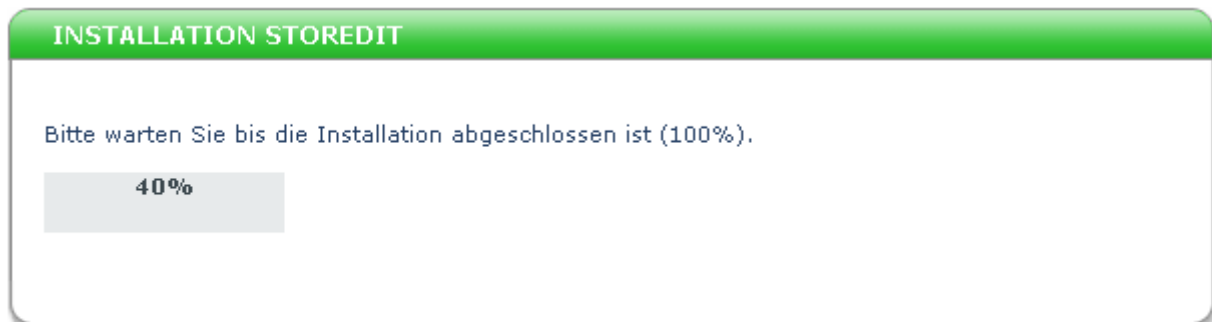 INSTALLATION STOREDIT
Bitte warten Sie bis die Installation abgeschlossen ist (100%).
40%